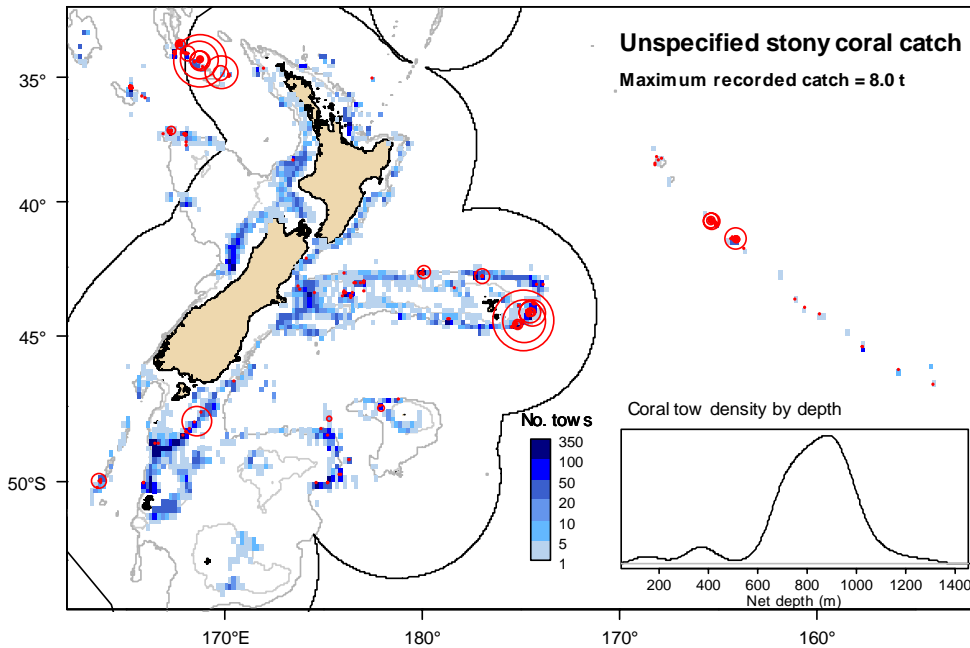 Unspecified stony coral catch
Maximum recorded catch = 8.0 t
35°
40°
45°
50°S
No. tows
350
100
50
20
10
5
1
Coral tow density by depth
200 400 600 800 1000 1200 1400
Net depth (m)
170°E 180° 170° 160°